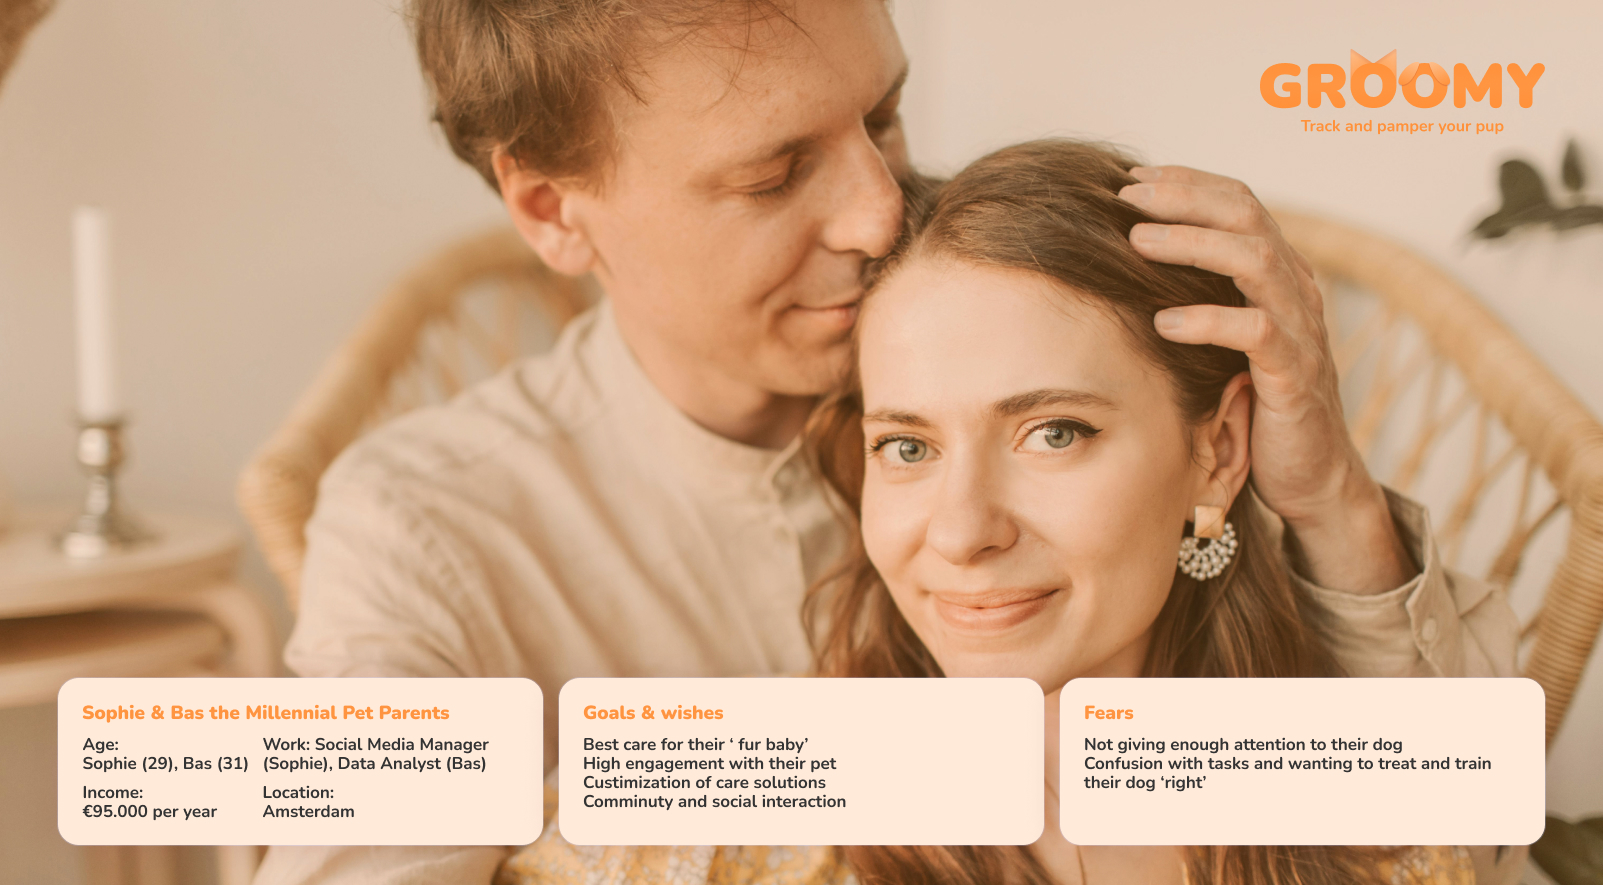 GROOMY
Track and pamper your pup
Sophie & Bas the Millennial Pet Parents
Age:
Sophie (29), Bas (31)
Work: Social Media Manager
(Sophie), Data Analyst (Bas)
Income:
€95.000 per year
Location:
Amsterdam
Goals & wishes
Best care for their ‘ fur baby’
High engagement with their pet
Custimization of care solutions
Comminuty and social interaction
Fears
Not giving enough attention to their dog
Confusion with tasks and wanting to treat and train
their dog ‘right’